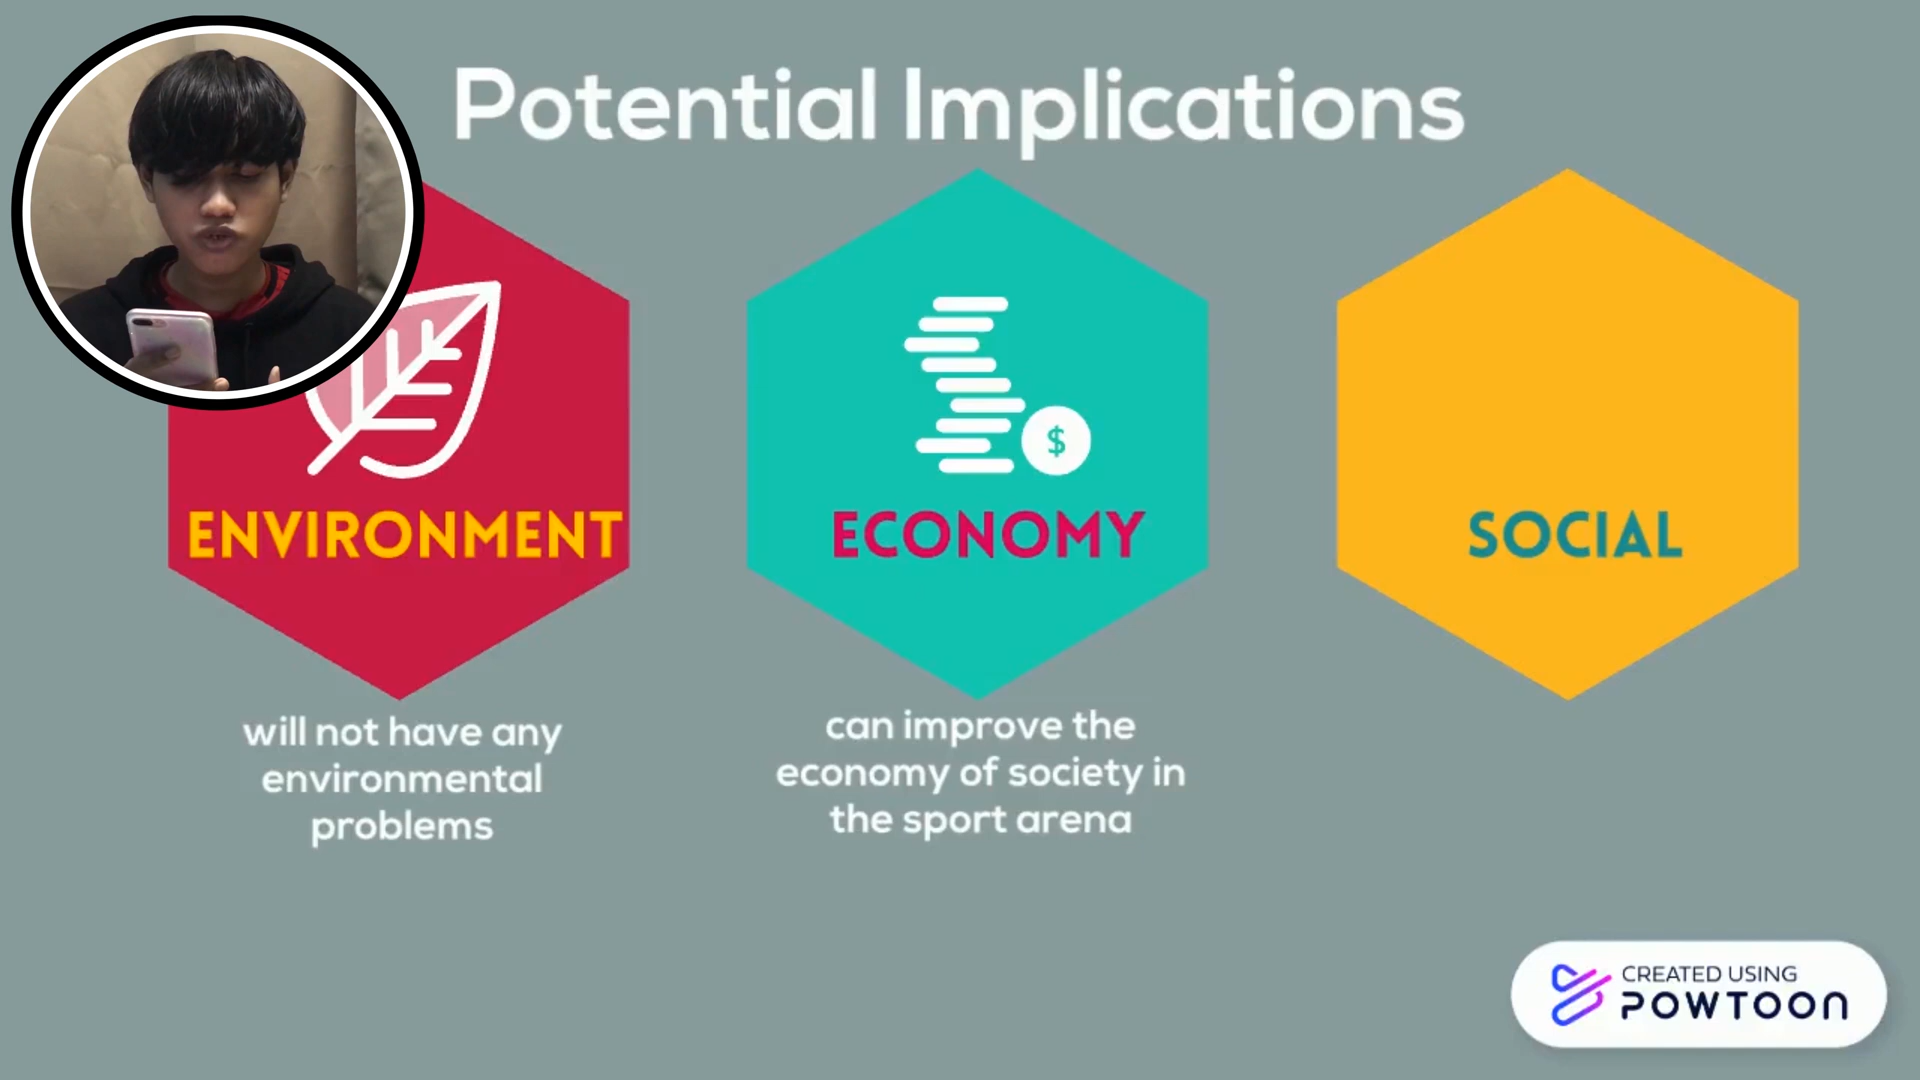 Potential Implications
ENVIRONMENT
will not have any
environmental
problems
$
ECONOMY
can improve the
economy of society in
the sport arena
SOCIAL
CREATED USING
POWTOON